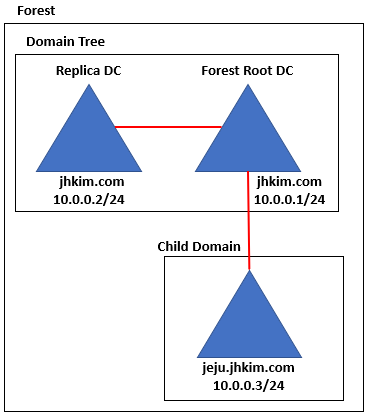 Forest
Domain Tree
Replica DC
Forest Root DC
jhkim.com
10.0.0.2/24
jhkim.com
10.0.0.1/24
Child Domain
jeju.jhkim.com
10.0.0.3/24